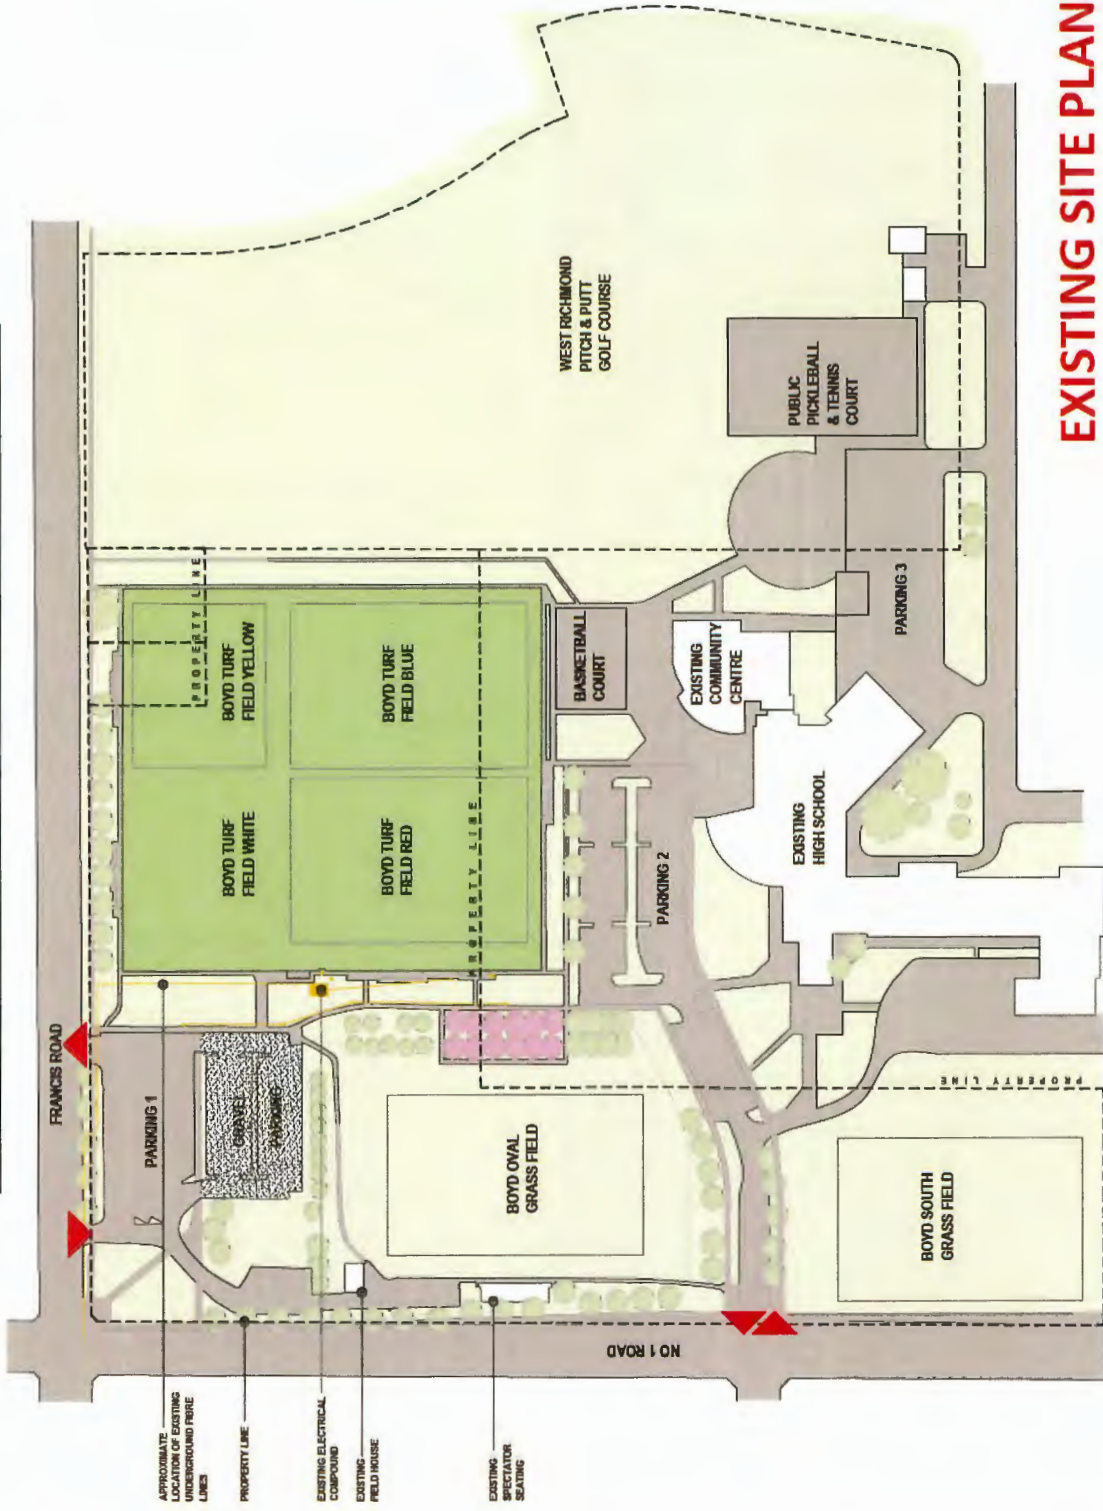 EXISTING SITE PLAN
FRANCIS ROAD
WEST RICHMOND
PITCH & PUTT
GOLF COURSE
PUBLIC
PICKLEBALL
& TENNIS
COURT
PROPERTY LINE
BOYD TURF
FIELD YELLOW
BOYD TURF
FIELD BLUE
BOYD TURF
FIELD WHITE
BOYD TURF
FIELD RED
PROPERTY LINE
BASKETBALL
COURT
EXISTING
COMMUNITY
CENTRE
PARKING 3
EXISTING
HIGH SCHOOL
PARKING 2
PARKING 1
GRAVEL
PARKING
BOYD OVAL
GRASS FIELD
PROPERTY LINE
BOYD SOUTH
GRASS FIELD
NO 1 ROAD
APPROXIMATE
LOCATION OF EXISTING
UNDERGROUND FIBRE
LINES
PROPERTY LINE
EXISTING ELECTRICAL
COMPOUND
EXISTING
FIELD HOUSE
EXISTING
SPECTATOR
SEATING